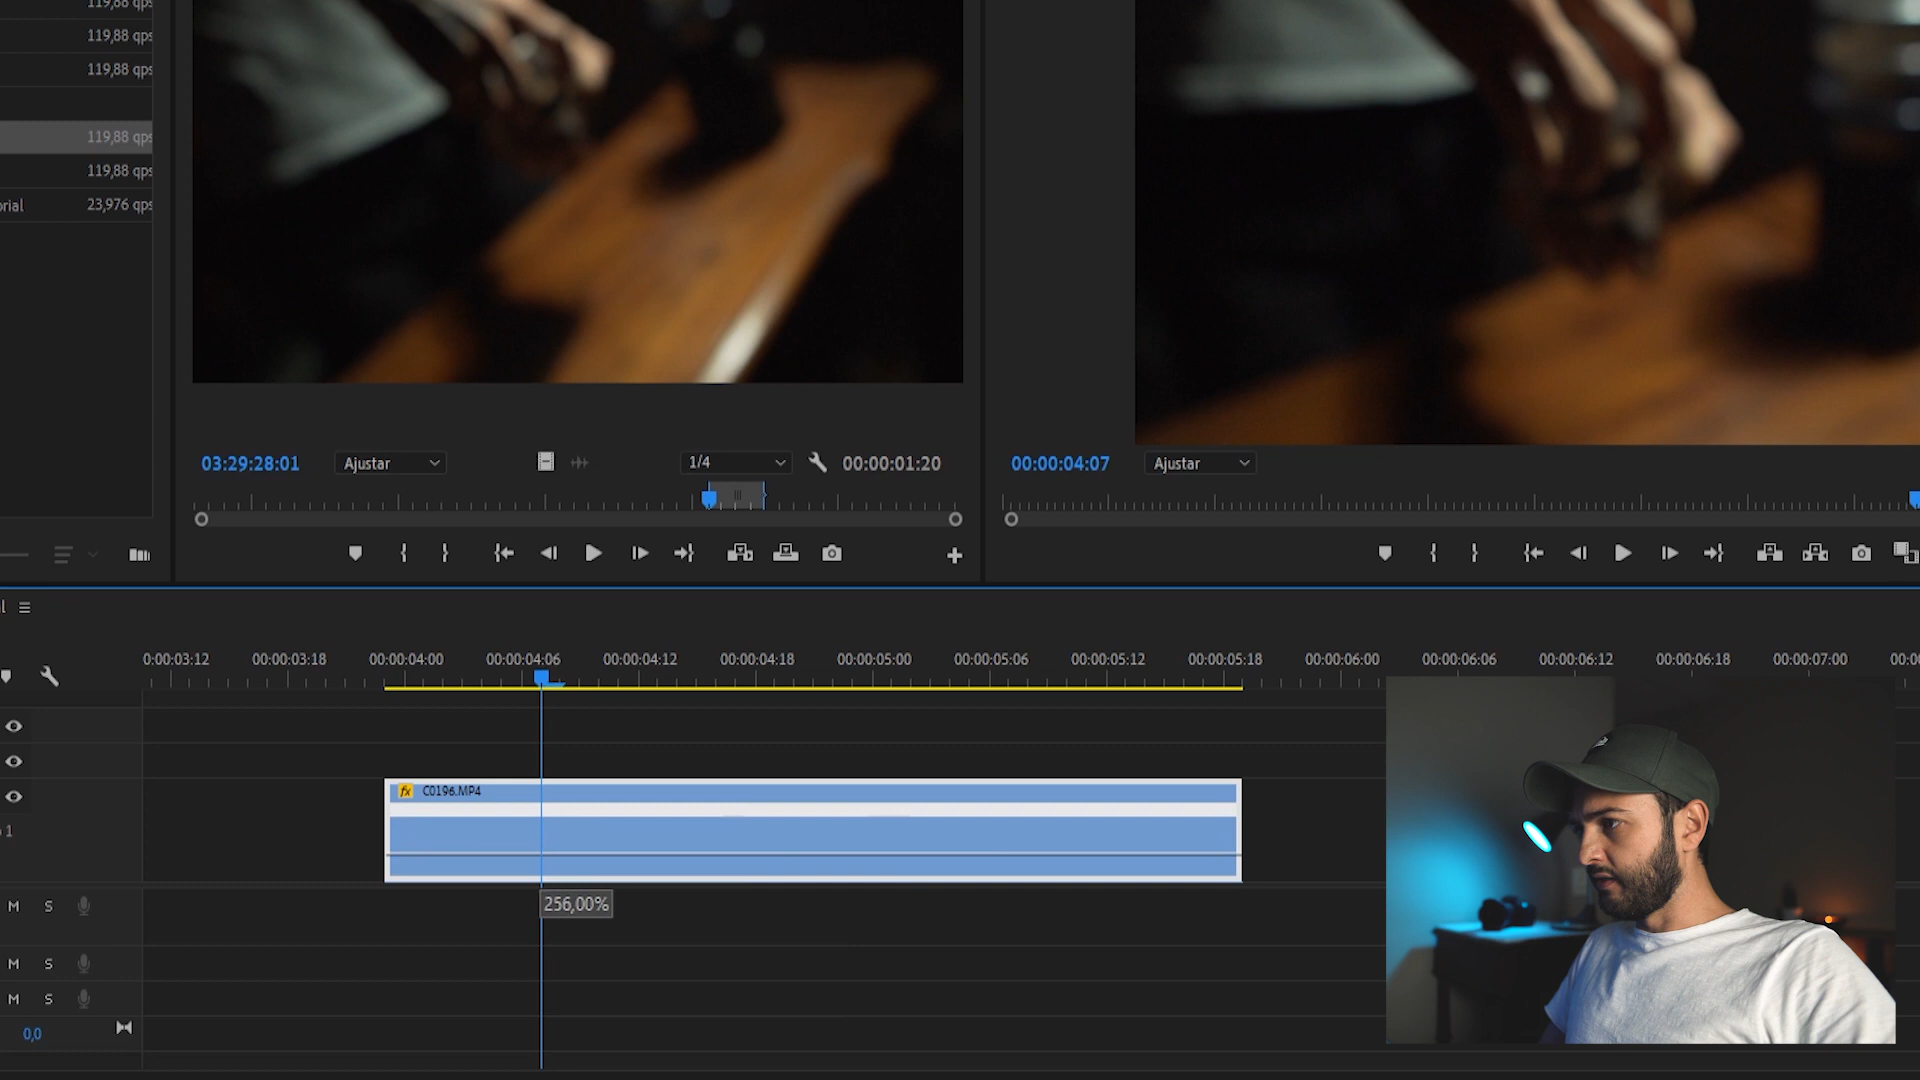 119,88 qps
119,88 qps
119,88 qps
119,88 qps
119,88 qps
orial 23,976 qps
03:29:28:01 Ajustar 1/4 00:00:01:20
00:00:04:07 Ajustar
0:00:03:12 00:00:03:18 00:00:04:00 00:00:04:06 00:00:04:12 00:00:04:18 00:00:05:00 00:00:05:06 00:00:05:12 00:00:05:18 00:00:06:00 00:00:06:06 00:00:06:12 00:00:06:18 00:00:07:00 00:0
fx C0196.MP4
1
256,00%
M S
M S
M S
0,0